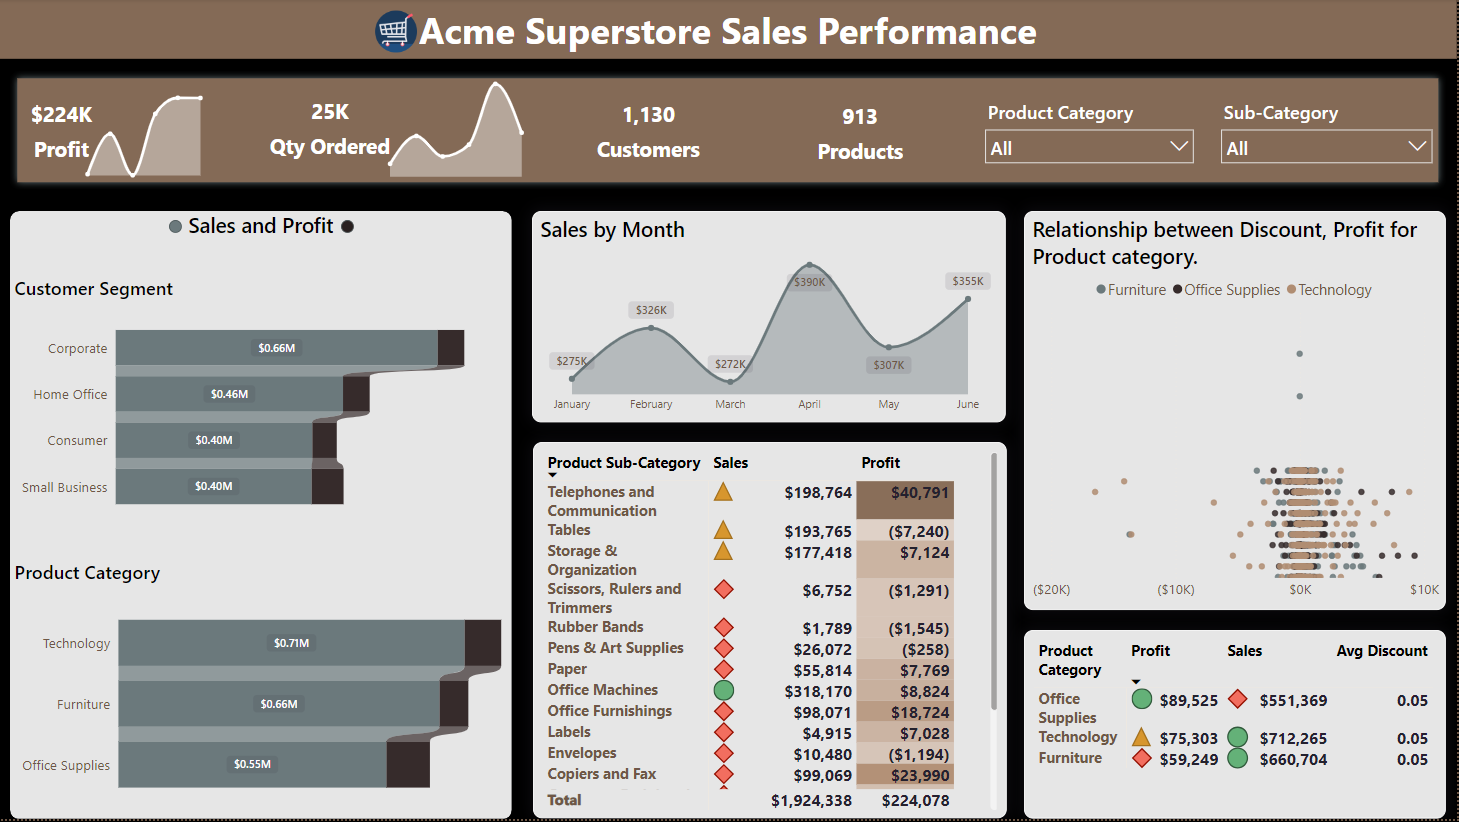 Acme Superstore Sales Performance
$224K
Profit
25K
Qty Ordered
1,130
Customers
913
Products
Product Category
All
Sub-Category
All
Sales and Profit
Customer Segment
Corporate
$0.66M
Home Office
$0.46M
Consumer
$0.40M
Small Business
$0.40M
Product Category
Technology
$0.71M
Furniture
$0.66M
Office Supplies
$0.55M
Sales by Month
$275K
$326K
$272K
$390K
$307K
$355K
January February March April May June
Product Sub-Category Sales Profit
Telephones and
Communication $198,764 $40,791
Tables $193,765 ($7,240)
Storage &
Organization $177,418 $7,124
Scissors, Rulers and
Trimmers $6,752 ($1,291)
Rubber Bands $1,789 ($1,545)
Pens & Art Supplies $26,072 ($258)
Paper $55,814 $7,769
Office Machines $318,170 $8,824
Office Furnishings $98,071 $18,724
Labels $4,915 $7,028
Envelopes $10,480 ($1,194)
Copiers and Fax $99,069 $23,990
Total $1,924,338 $224,078
Relationship between Discount, Profit for
Product category.
Furniture Office Supplies Technology
($20K) ($10K) $0K $10K
Product
Category Profit Sales Avg Discount
Office
Supplies $89,525 $551,369 0.05
Technology $75,303 $712,265 0.05
Furniture $59,249 $660,704 0.05